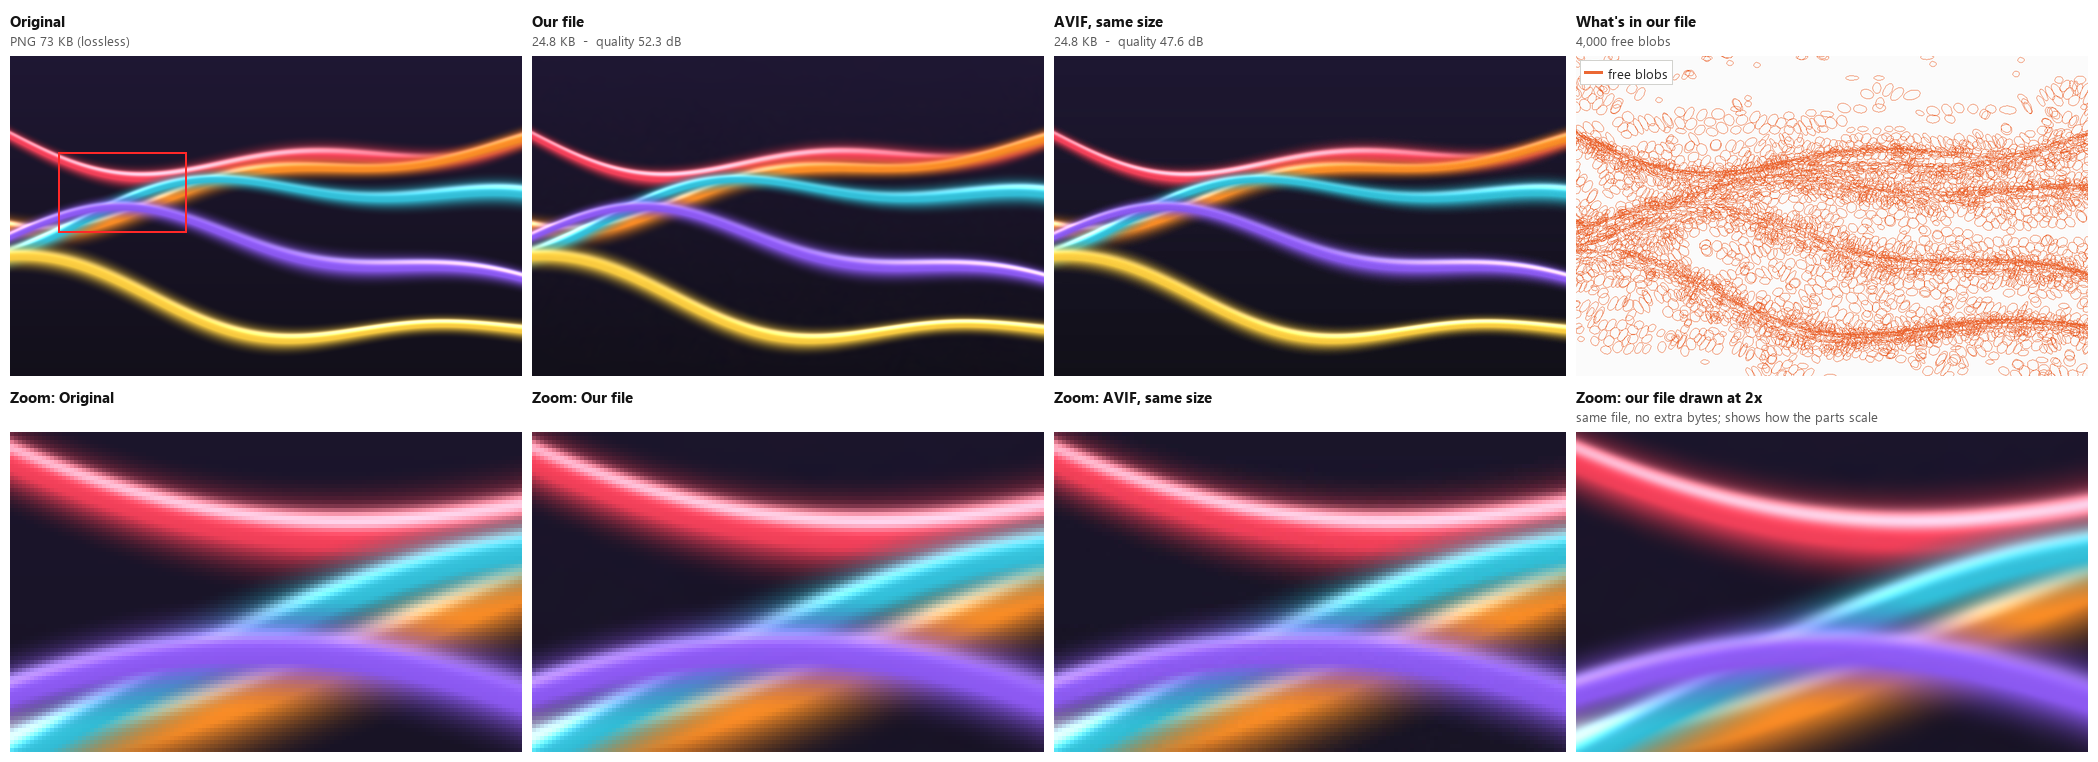 Original
PNG 73 KB (lossless)
Our file
24.8 KB - quality 52.3 dB
AVIF, same size
24.8 KB - quality 47.6 dB
What's in our file
4,000 free blobs
free blobs
Zoom: Original
Zoom: Our file
Zoom: AVIF, same size
Zoom: our file drawn at 2x
same file, no extra bytes; shows how the parts scale